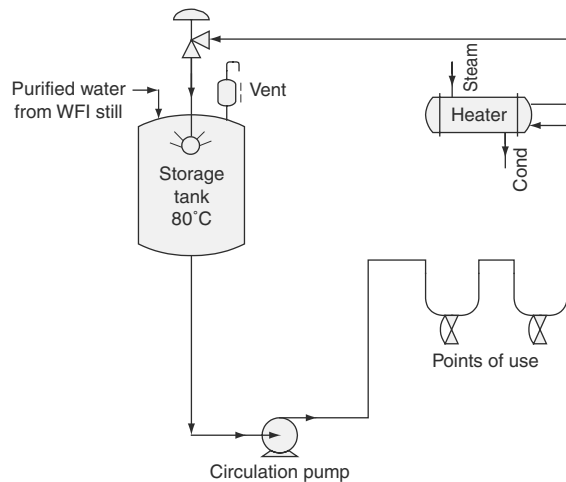 Purified water
from WFI still
Vent
Steam
Heater
Cond
Storage
tank
80˚C
Points of use
Circulation pump